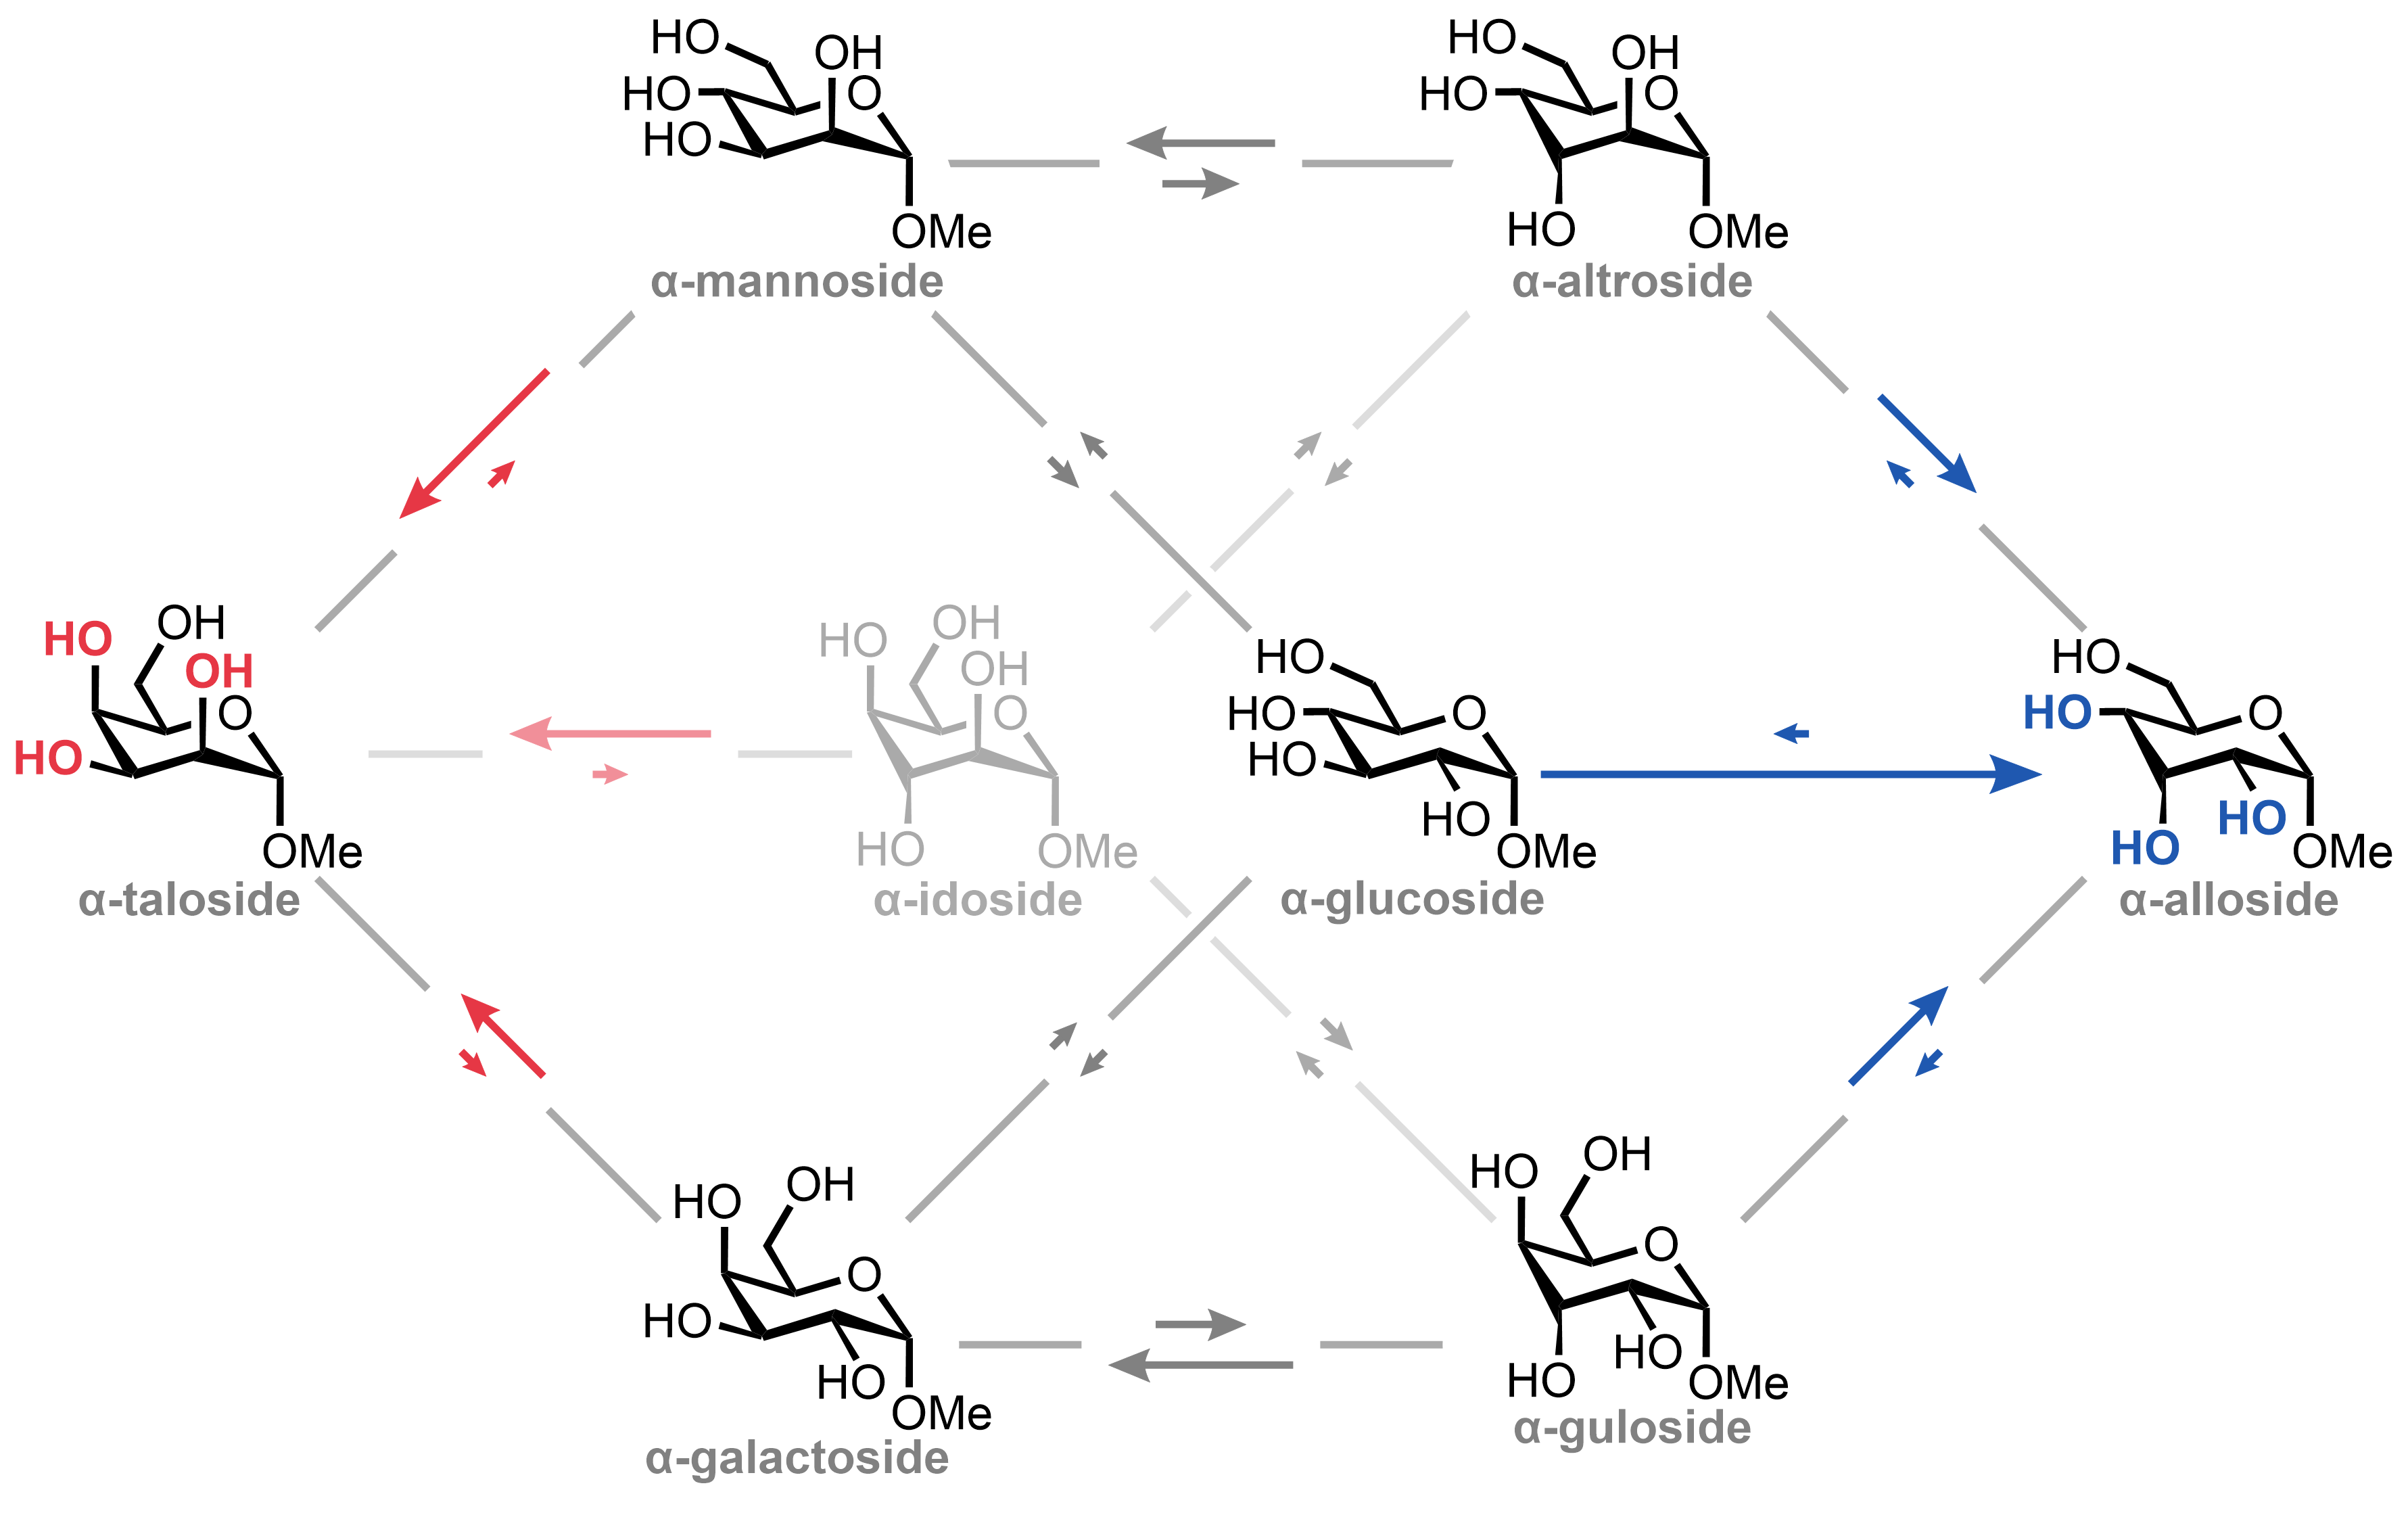 HO
OH
HO
O
HO
OMe
α-mannoside
HO
OH
HO
O
HO
OMe
α-altroside
OH
HO
OH
O
HO
OMe
α-taloside
OH
HO
OH
O
HO
OMe
α-idoside
HO
HO
O
HO
HO
OMe
α-glucoside
HO
HO
O
HO
HO
OMe
α-alloside
OH
HO
O
HO
HO
OMe
α-galactoside
OH
HO
O
HO
HO
OMe
α-guloside